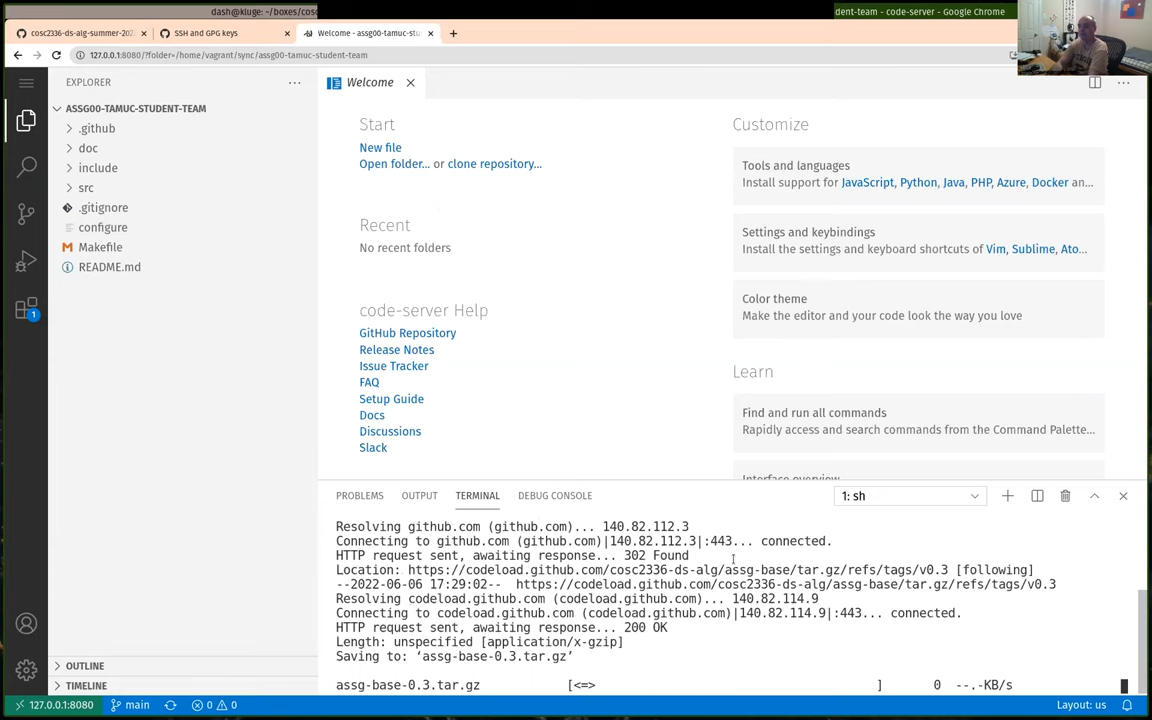 dash@kluge: ~/boxes/cosc
dent-team - code-server - Google Chrome
cosc2336-ds-alg-summer-202
SSH and GPG keys
Welcome - assg00-tamuc-stude
127.0.0.1:8080/?folder=/home/vagrant/sync/assg00-tamuc-student-team
EXPLORER
Welcome
ASSG00-TAMUC-STUDENT-TEAM
.github
doc
include
src
.gitignore
configure
Makefile
README.md
Start
New file
Open folder... or clone repository...
Recent
No recent folders
code-server Help
GitHub Repository
Release Notes
Issue Tracker
FAQ
Setup Guide
Docs
Discussions
Slack
Customize
Tools and languages
Install support for JavaScript, Python, Java, PHP, Azure, Docker an...
Settings and keybindings
Install the settings and keyboard shortcuts of Vim, Sublime, Ato...
Color theme
Make the editor and your code look the way you love
Learn
Find and run all commands
Rapidly access and search commands from the Command Palette...
Interface overview
1
PROBLEMS OUTPUT TERMINAL DEBUG CONSOLE
1: sh
Resolving github.com (github.com)... 140.82.112.3
Connecting to github.com (github.com)|140.82.112.3|:443... connected.
HTTP request sent, awaiting response... 302 Found
Location: https://codeload.github.com/cosc2336-ds-alg/assg-base/tar.gz/refs/tags/v0.3 [following]
--2022-06-06 17:29:02-- https://codeload.github.com/cosc2336-ds-alg/assg-base/tar.gz/refs/tags/v0.3
Resolving codeload.github.com (codeload.github.com)... 140.82.114.9
Connecting to codeload.github.com (codeload.github.com)|140.82.114.9|:443... connected.
HTTP request sent, awaiting response... 200 OK
Length: unspecified [application/x-gzip]
Saving to: ‘assg-base-0.3.tar.gz’
assg-base-0.3.tar.gz [<=> ] 0 --.-KB/s
OUTLINE
TIMELINE
127.0.0.1:8080 main 0 0 Layout: us